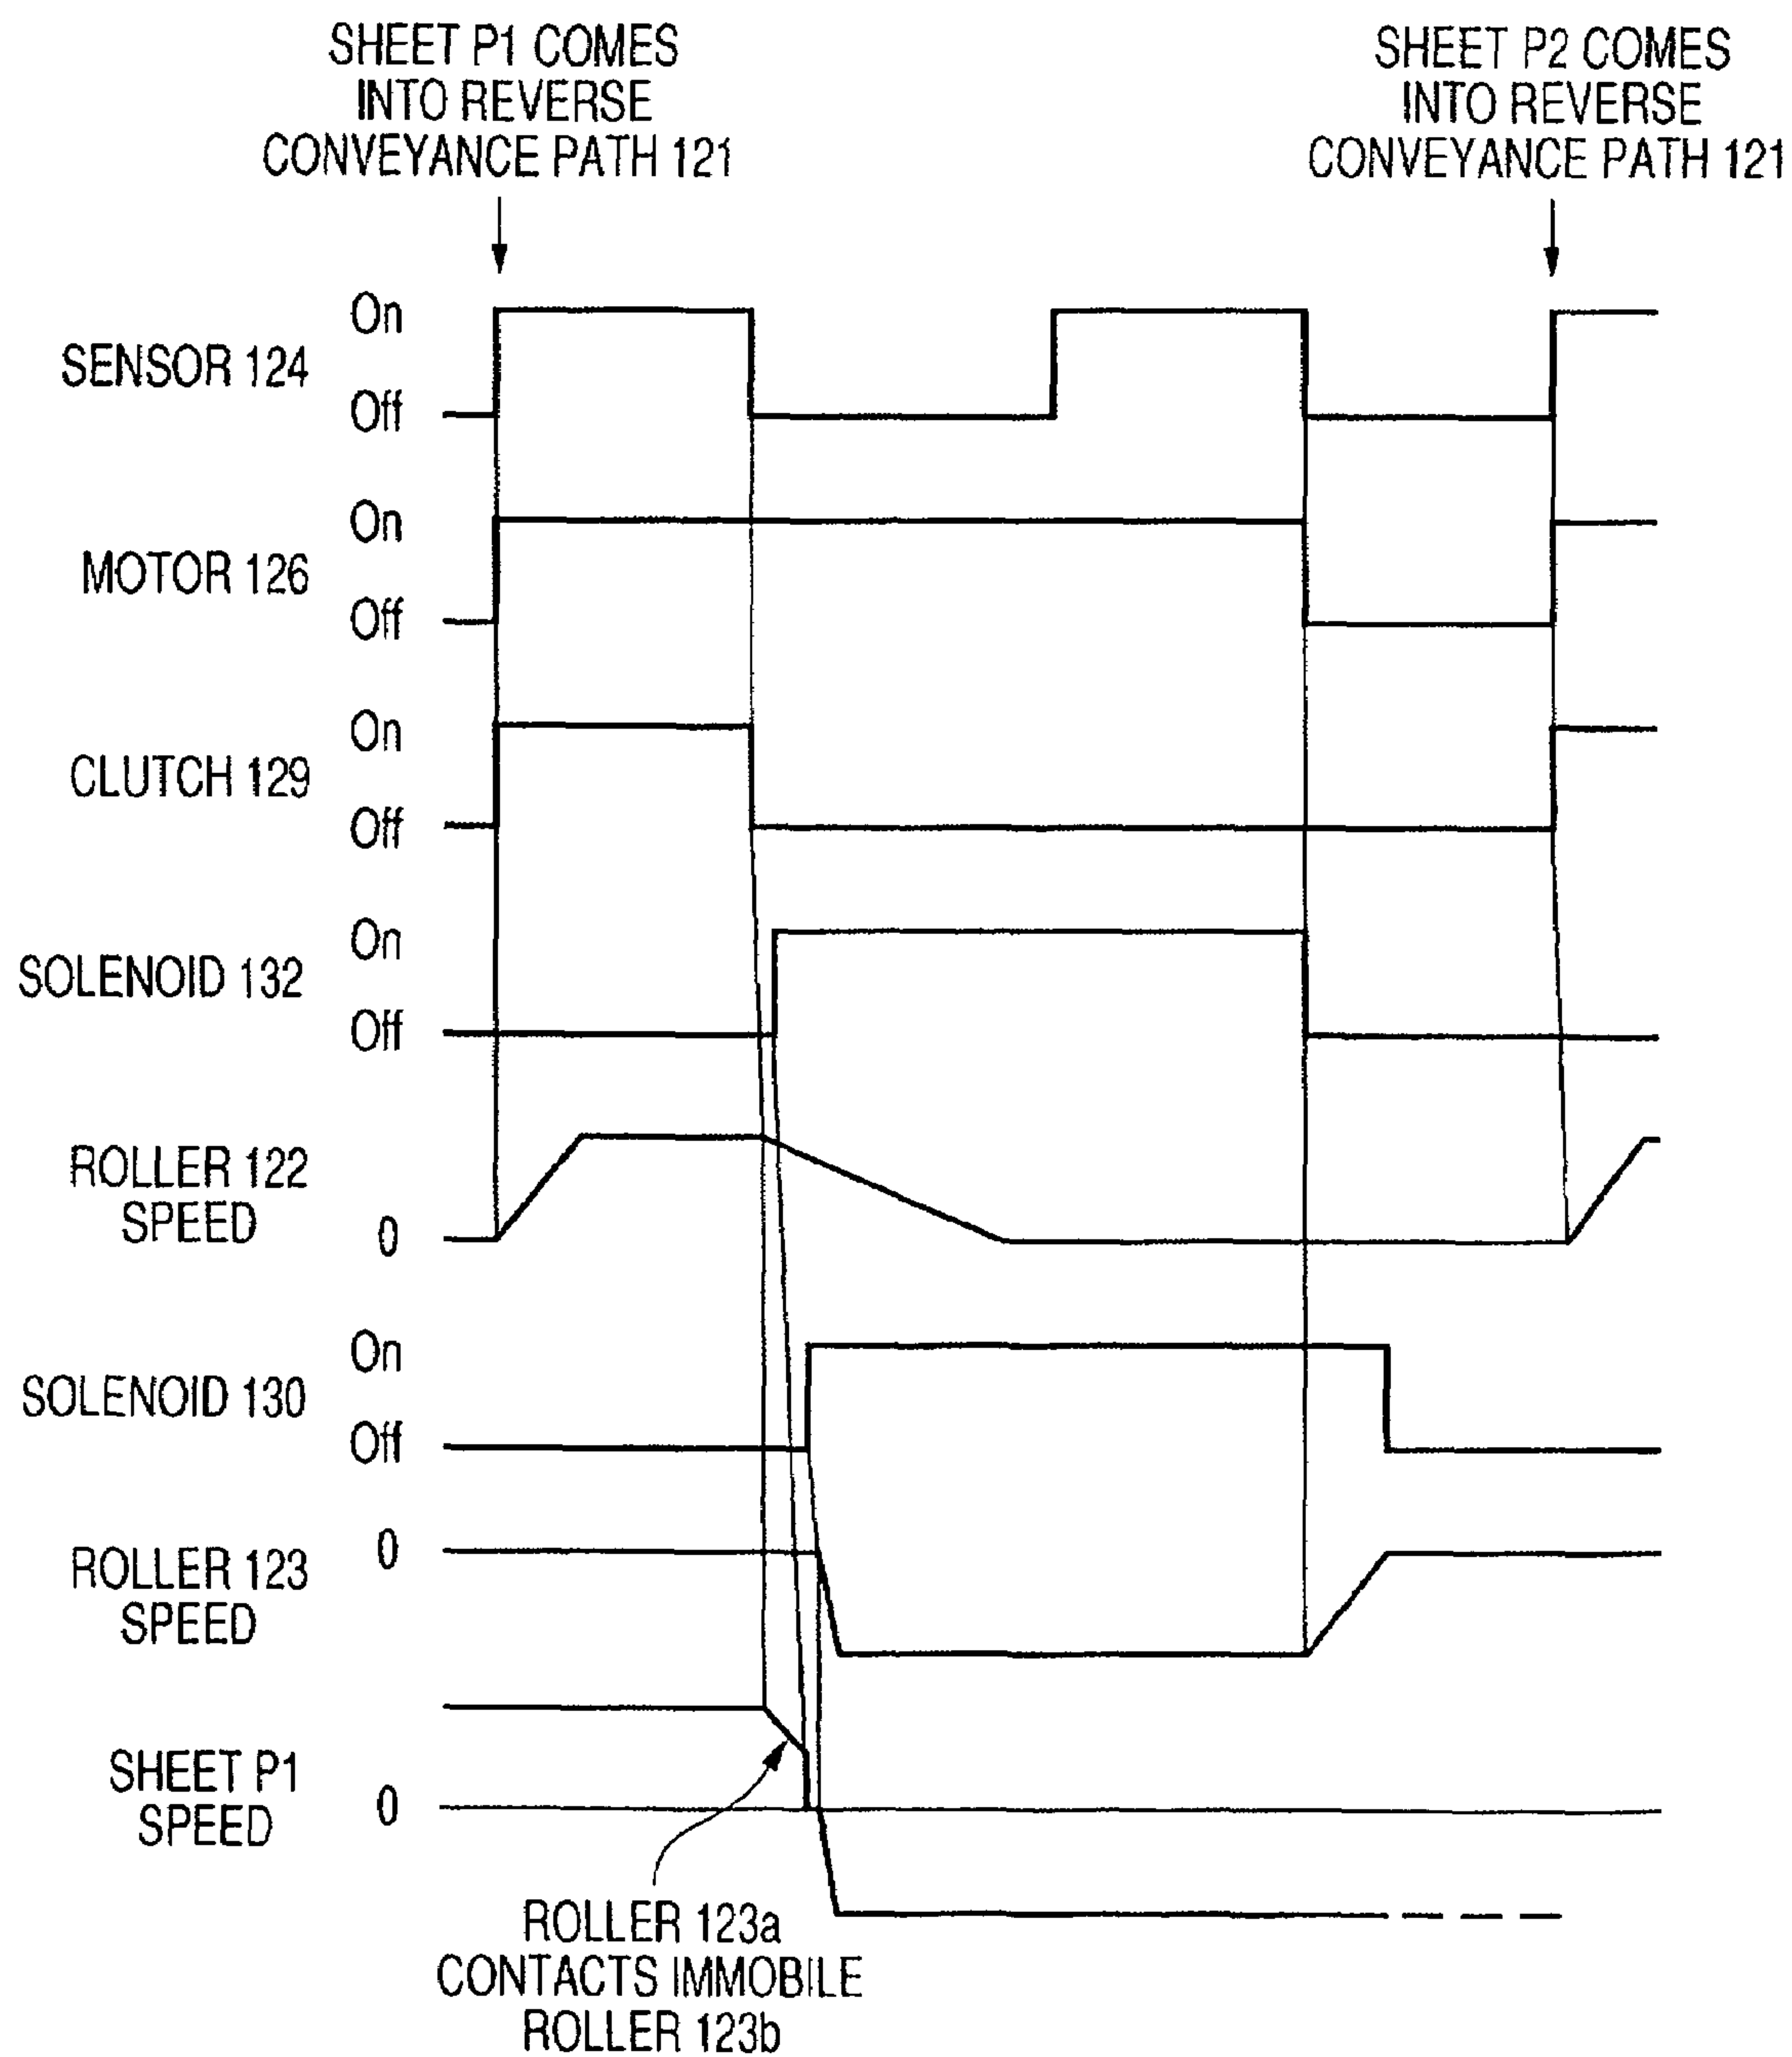 SHEET P1 COMES
INTO REVERSE
CONVEYANCE PATH 121
SHEET P2 COMES
INTO REVERSE
CONVEYANCE PATH 121
On
SENSOR 124
Off
On
MOTOR 126
Off
On
CLUTCH 129
Off
On
SOLENOID 132
Off
ROLLER 122
SPEED
0
On
SOLENOID 130
Off
0
ROLLER 123
SPEED
SHEET P1
SPEED
0
ROLLER 123a
CONTACTS IMMOBILE
ROLLER 123b